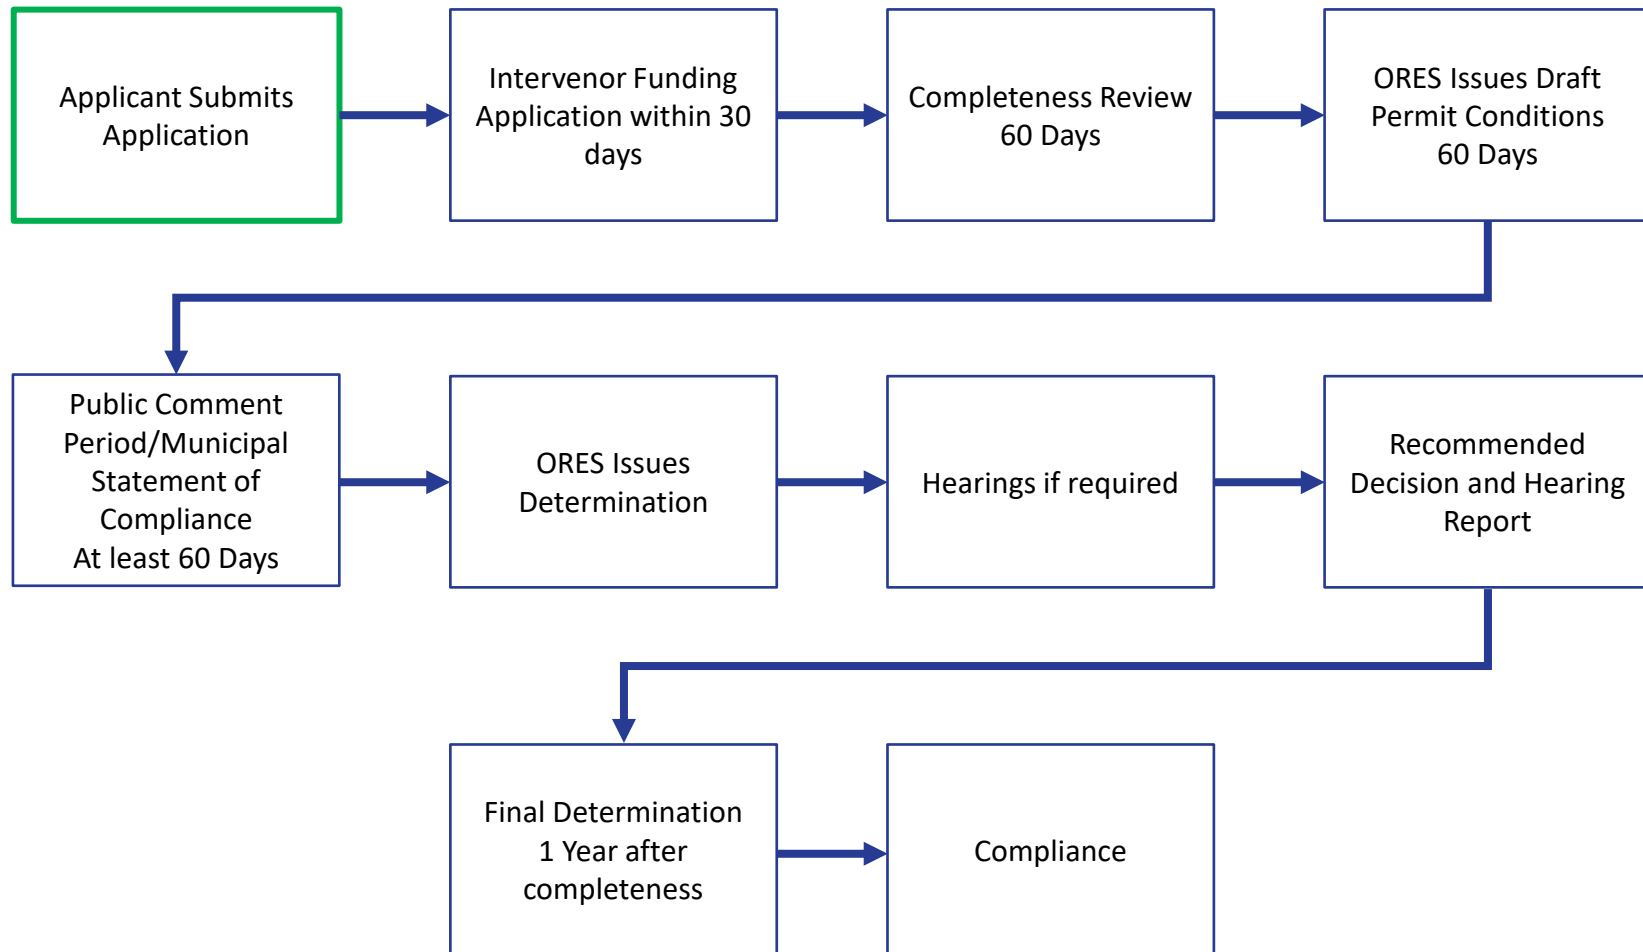 Applicant Submits
Application
Intervenor Funding
Application within 30
days
Completeness Review
60 Days
ORES Issues Draft
Permit Conditions
60 Days
Public Comment
Period/Municipal
Statement of
Compliance
At least 60 Days
ORES Issues
Determination
Hearings if required
Recommended
Decision and Hearing
Report
Final Determination
1 Year after
completeness
Compliance